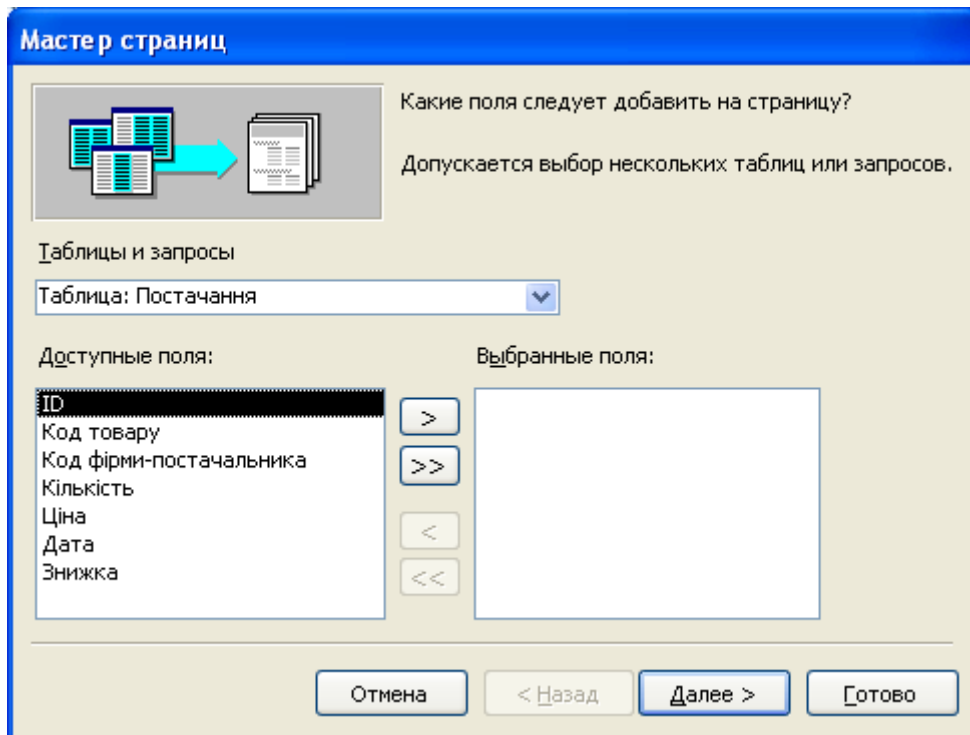 Мастер страниц
Какие поля следует добавить на страницу?
Допускается выбор нескольких таблиц или запросов.
Таблицы и запросы
Таблица: Постачання
Доступные поля:
Выбранные поля:
ID
Код товару
Код фірми-постачальника
Кількість
Ціна
Дата
Знижка
>
>>
<
<<
Отмена
< Назад
Далее >
Готово